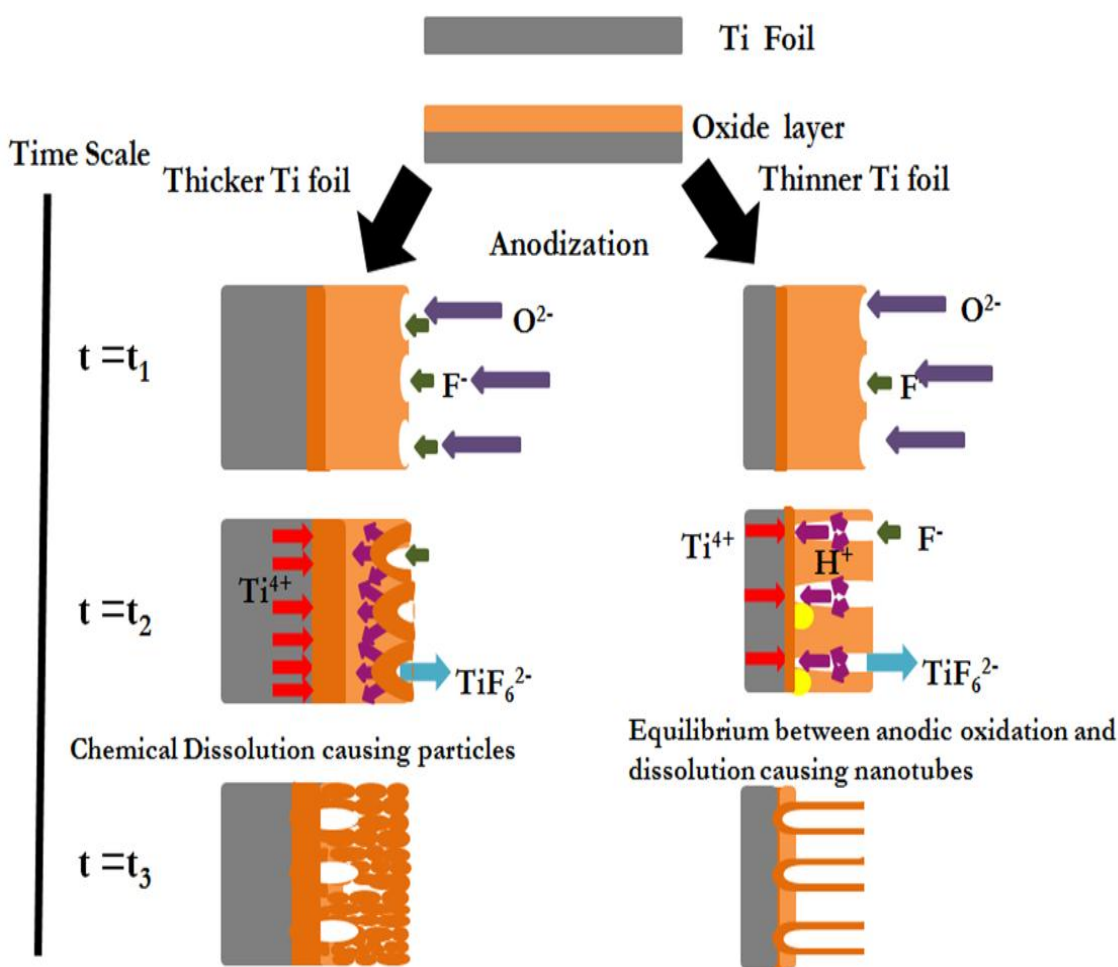 Ti Foil
Oxide layer
Time Scale
Thicker Ti foil
Thinner Ti foil
Anodization
t =t₁
O²⁻
F⁻
O²⁻
F
t =t₂
Ti⁴⁺
TiF₆²⁻
Ti⁴⁺
H⁺
F⁻
TiF₆²⁻
Chemical Dissolution causing particles
Equilibrium between anodic oxidation and
dissolution causing nanotubes
t =t₃